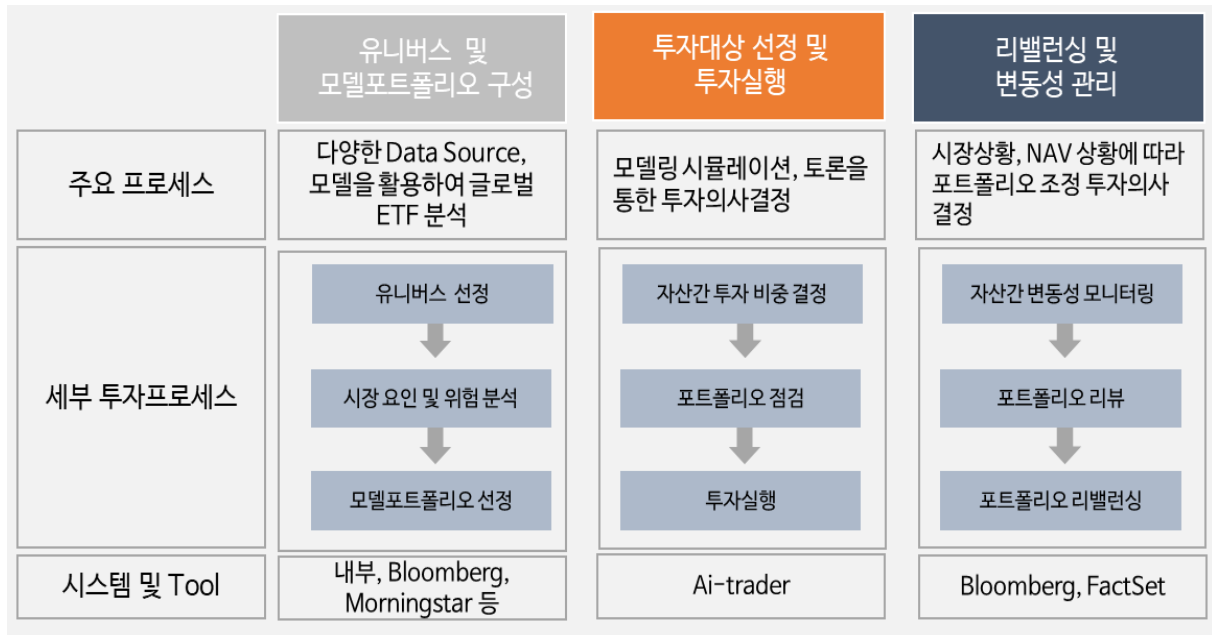 유니버스 및
모델포트폴리오 구성
투자대상 선정 및
투자실행
리밸런싱 및
변동성 관리
주요 프로세스
다양한 Data Source,
모델을 활용하여 글로벌
ETF 분석
모델링 시뮬레이션, 토론을
통한 투자의사결정
시장상황, NAV 상황에 따라
포트폴리오 조정 투자의사
결정
세부 투자프로세스
유니버스 선정
시장 요인 및 위험 분석
모델포트폴리오 선정
자산간 투자 비중 결정
포트폴리오 점검
투자실행
자산간 변동성 모니터링
포트폴리오 리뷰
포트폴리오 리밸런싱
시스템 및 Tool
내부, Bloomberg,
Morningstar 등
Ai-trader
Bloomberg, FactSet